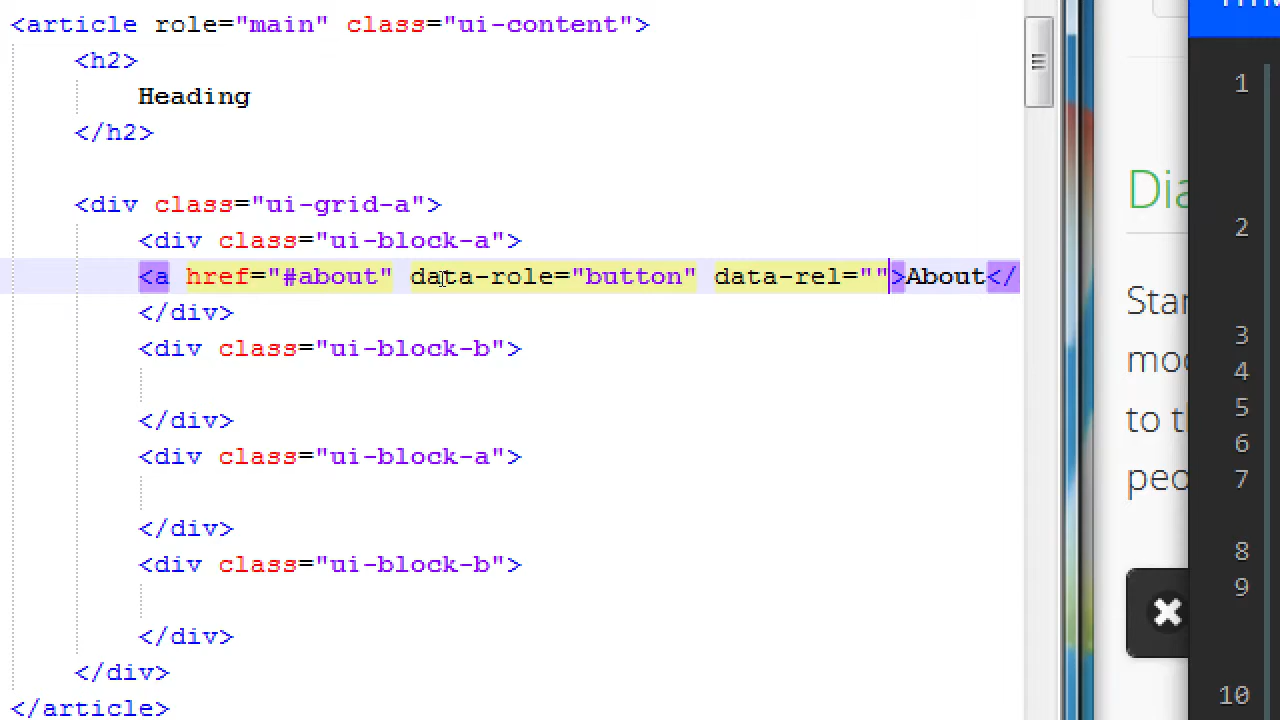 <article role="main" class="ui-content">
<h2>
Heading
</h2>
<div class="ui-grid-a">
<div class="ui-block-a">
<a href="#about" data-role="button" data-rel="">About</
</div>
<div class="ui-block-b">
</div>
<div class="ui-block-a">
</div>
<div class="ui-block-b">
</div>
</div>
</article>
Dia
Star
mod
to t
peo
1
2
3
4
5
6
7
8
9
10